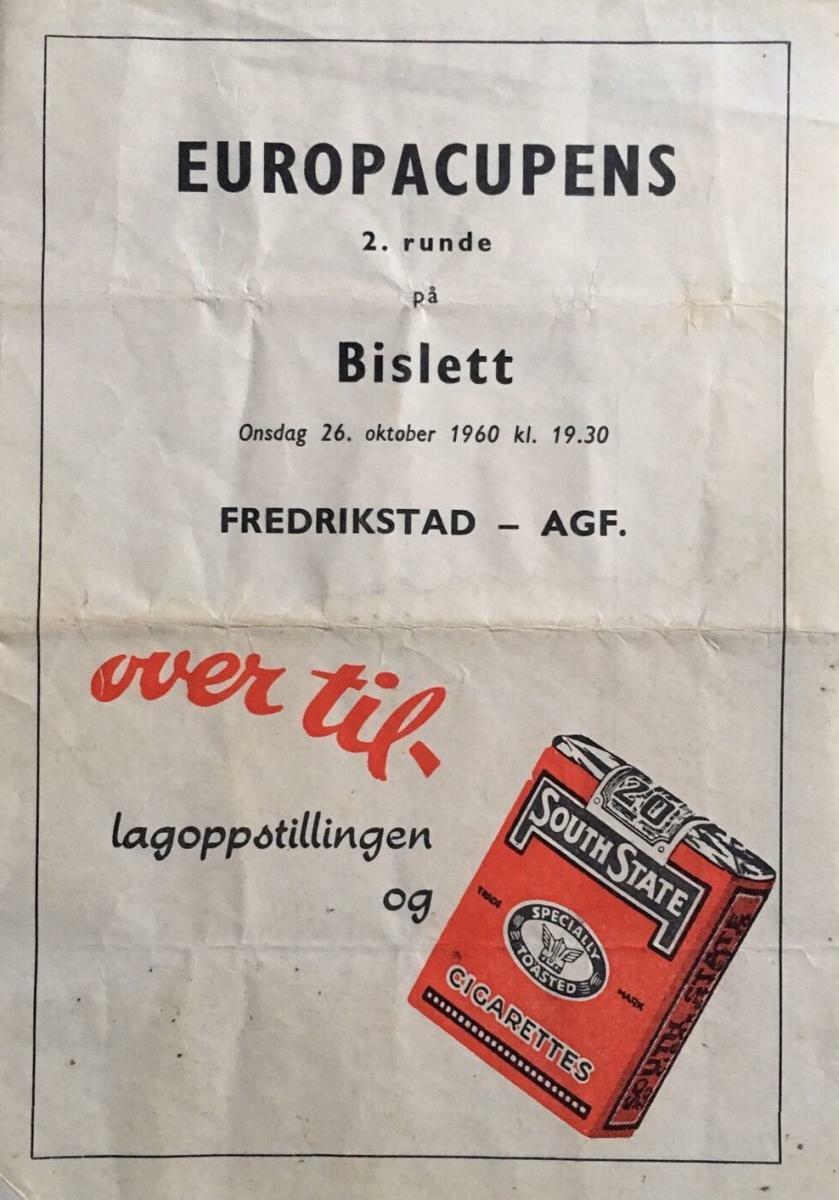 EUROPACUPENS
2. runde
på
Bislett
Onsdag 26. oktober 1960 kl. 19.30
FREDRIKSTAD – AGF.
over til-
lagoppstillingen
og
20
SOUTH STATE
TRADE
SPECIALLY
TOASTED
MARK
CIGARETTES
SOUTH STATE